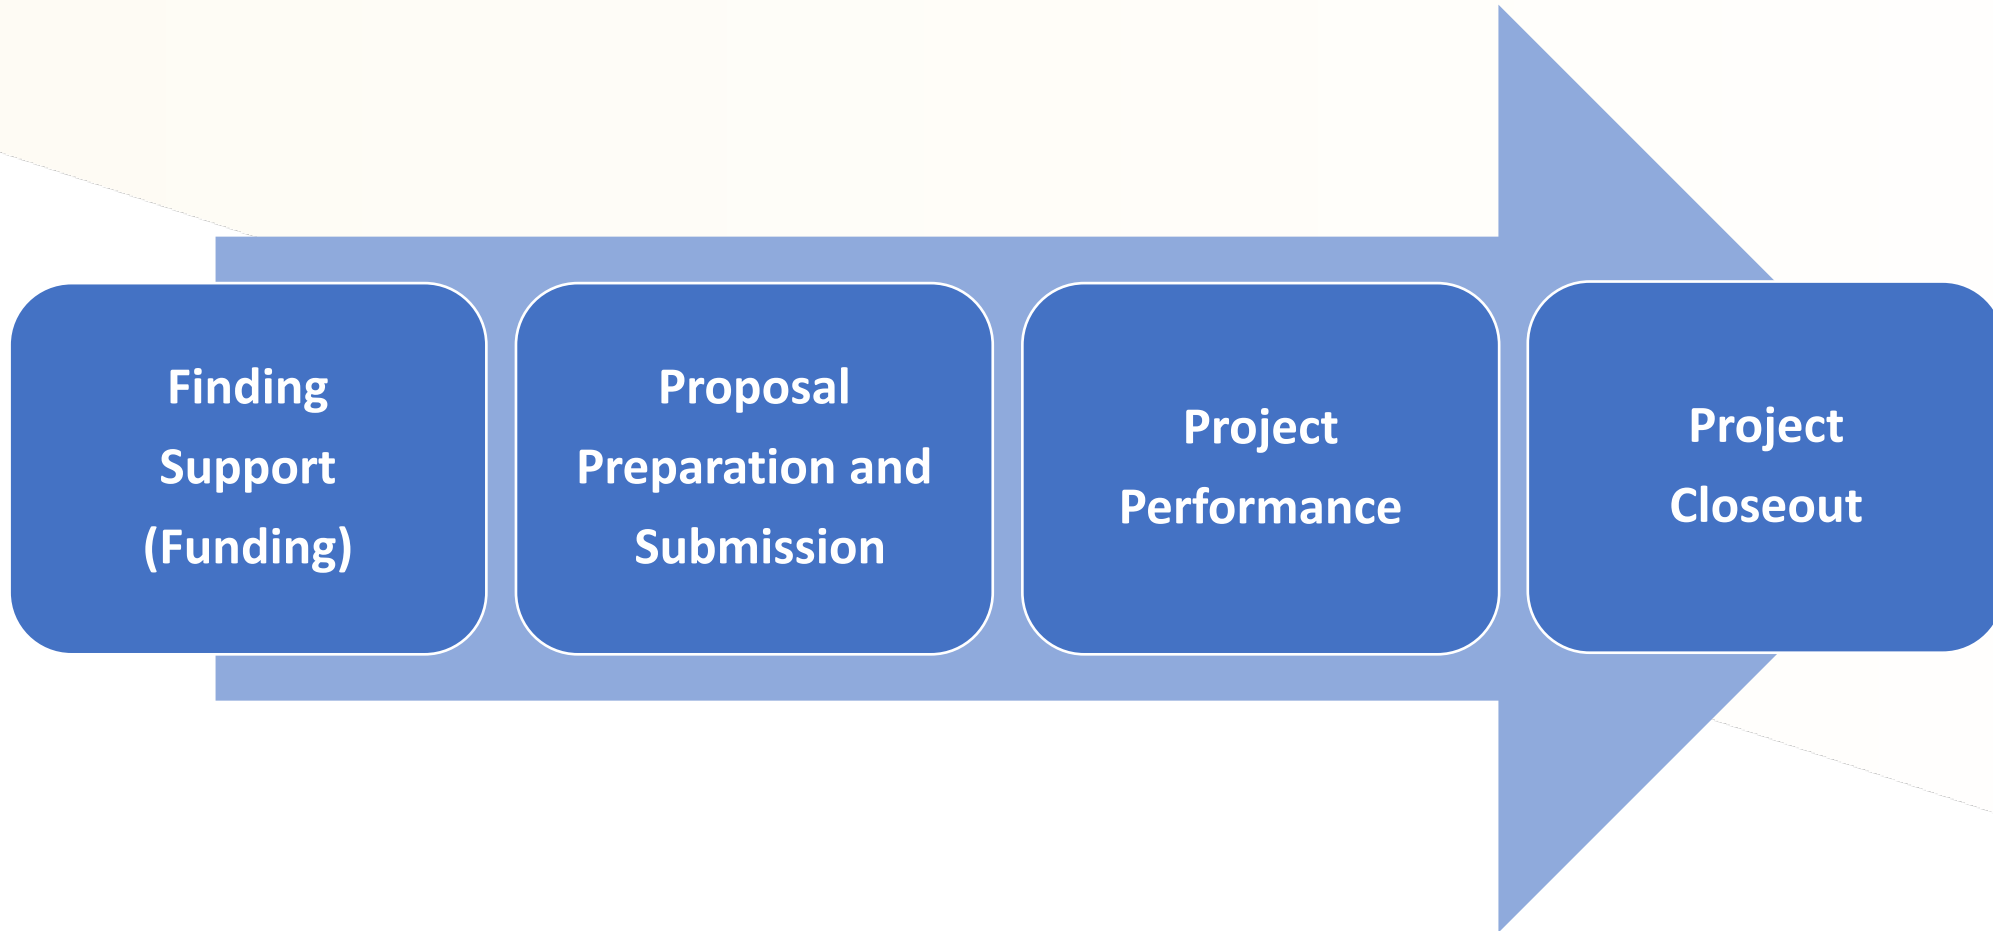 Finding
Support
(Funding)
Proposal
Preparation and
Submission
Project
Performance
Project
Closeout